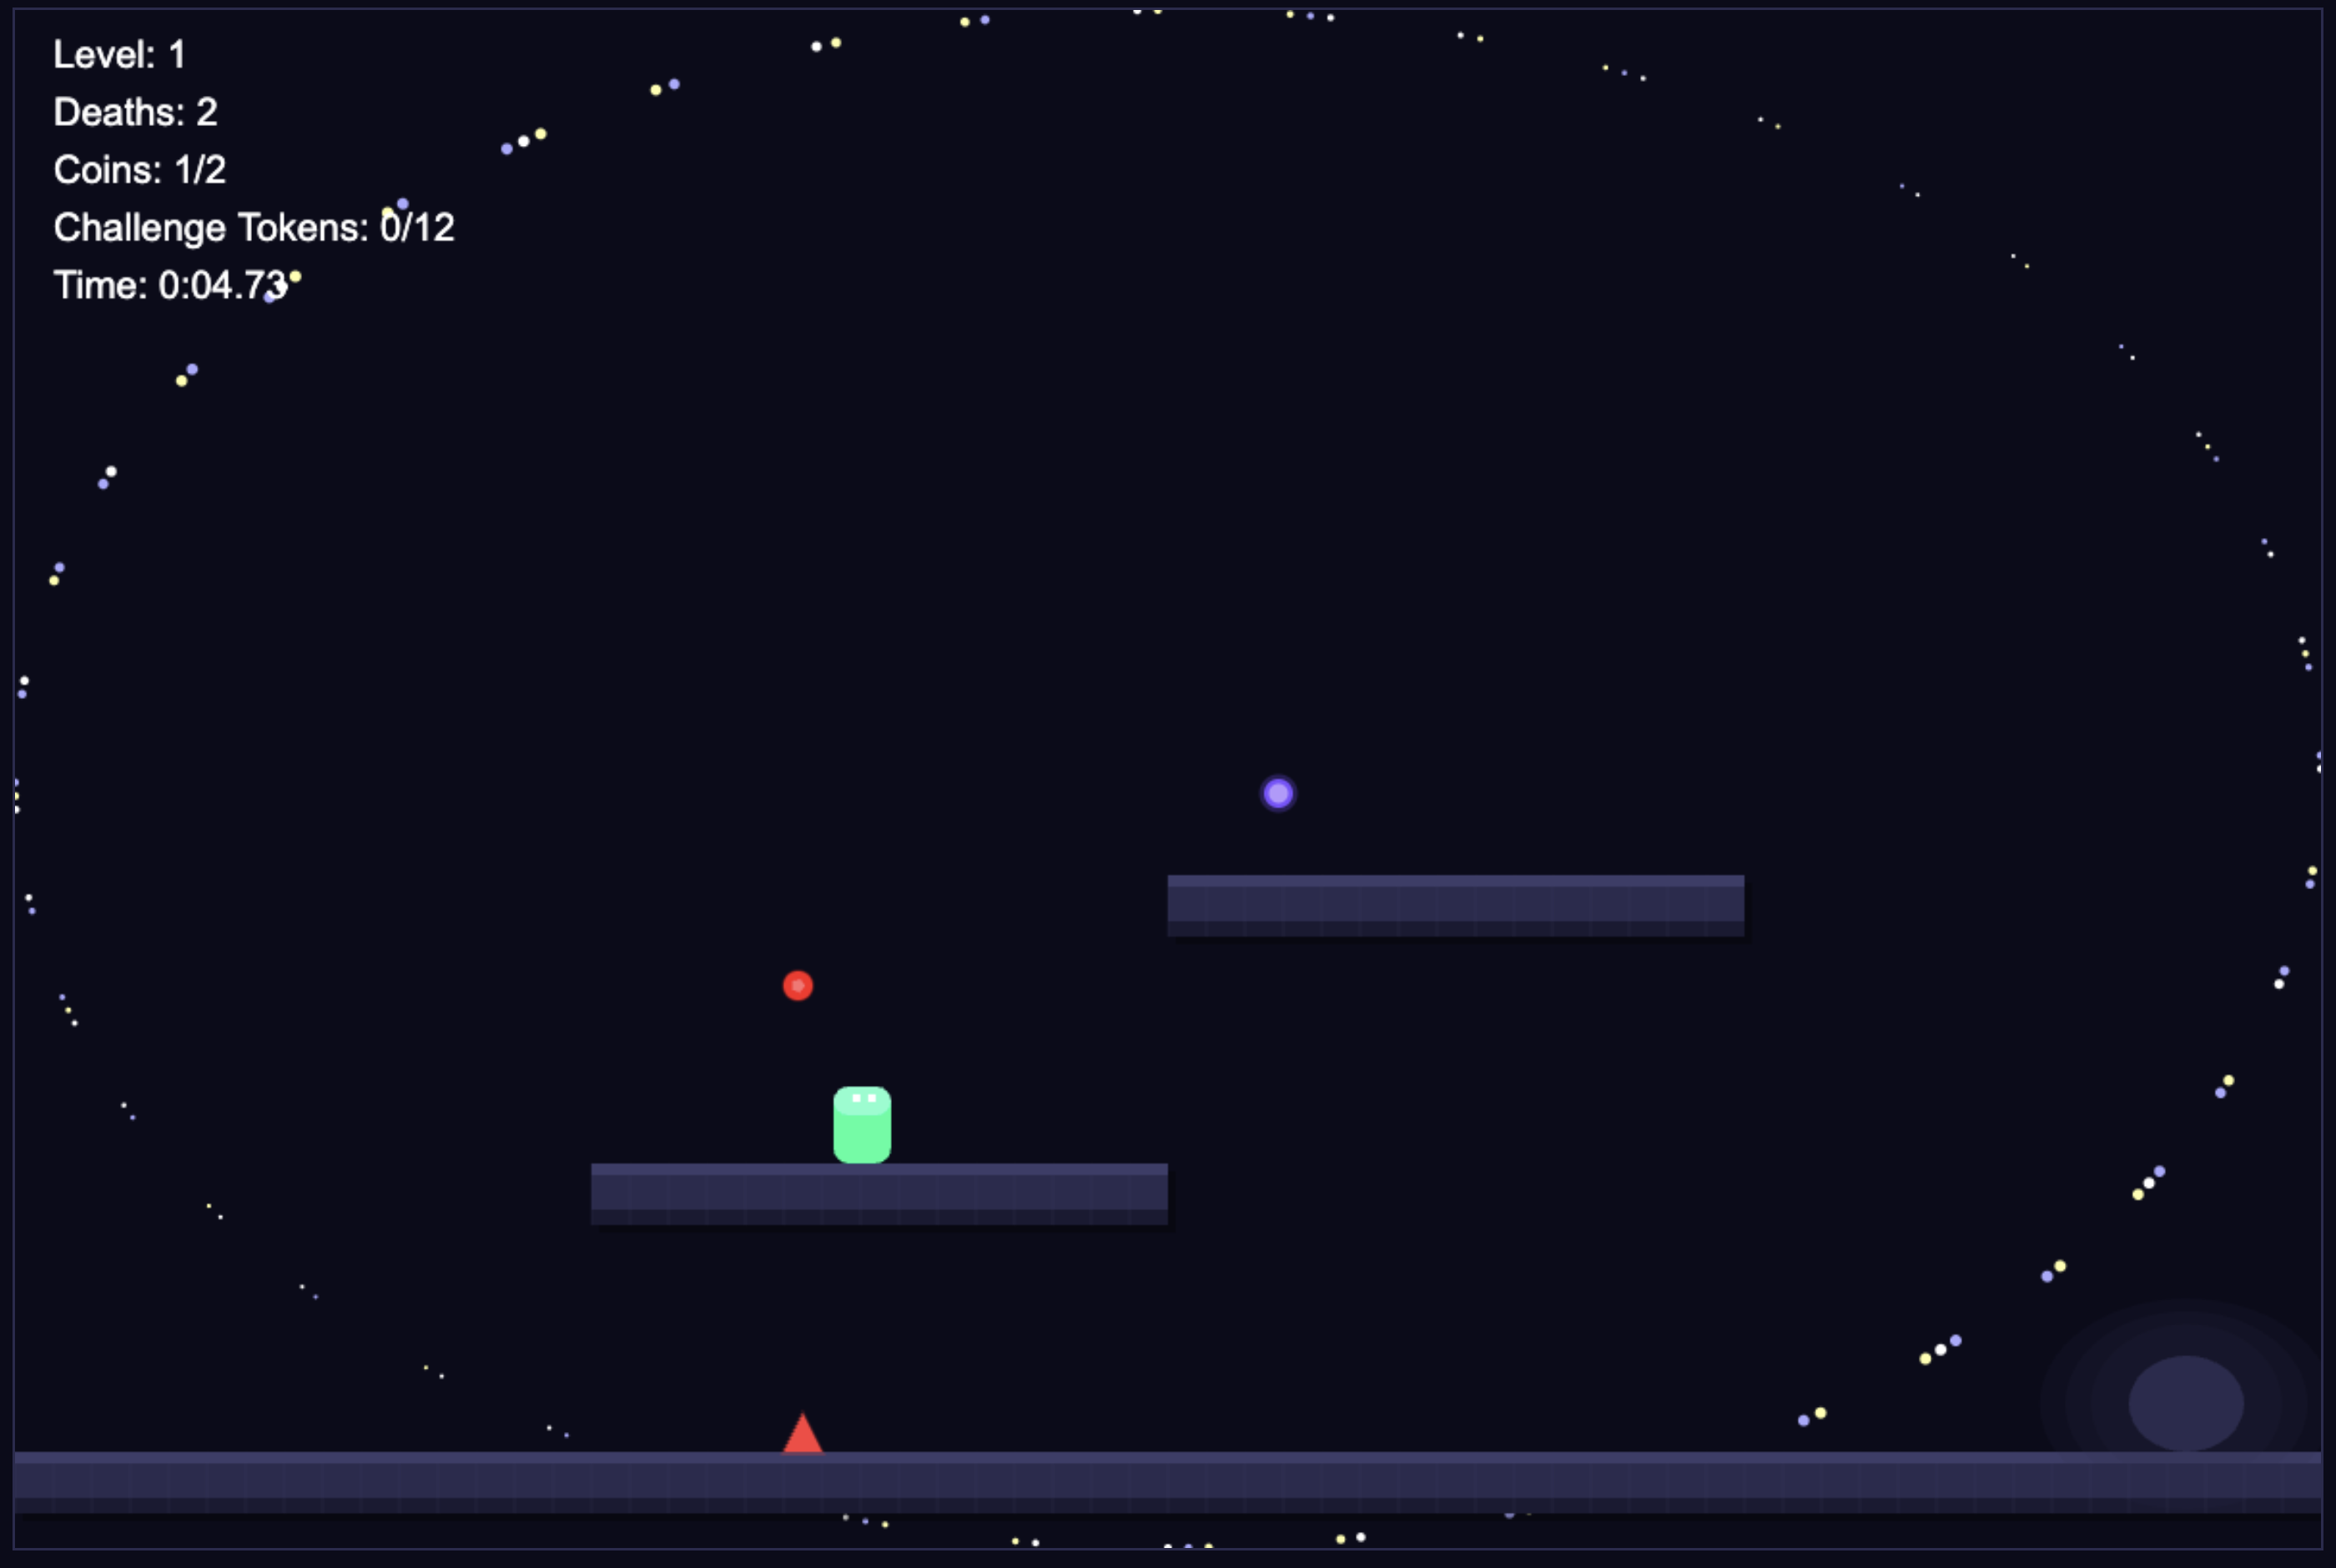 Level: 1
Deaths: 2
Coins: 1/2
Challenge Tokens: 0/12
Time: 0:04.73